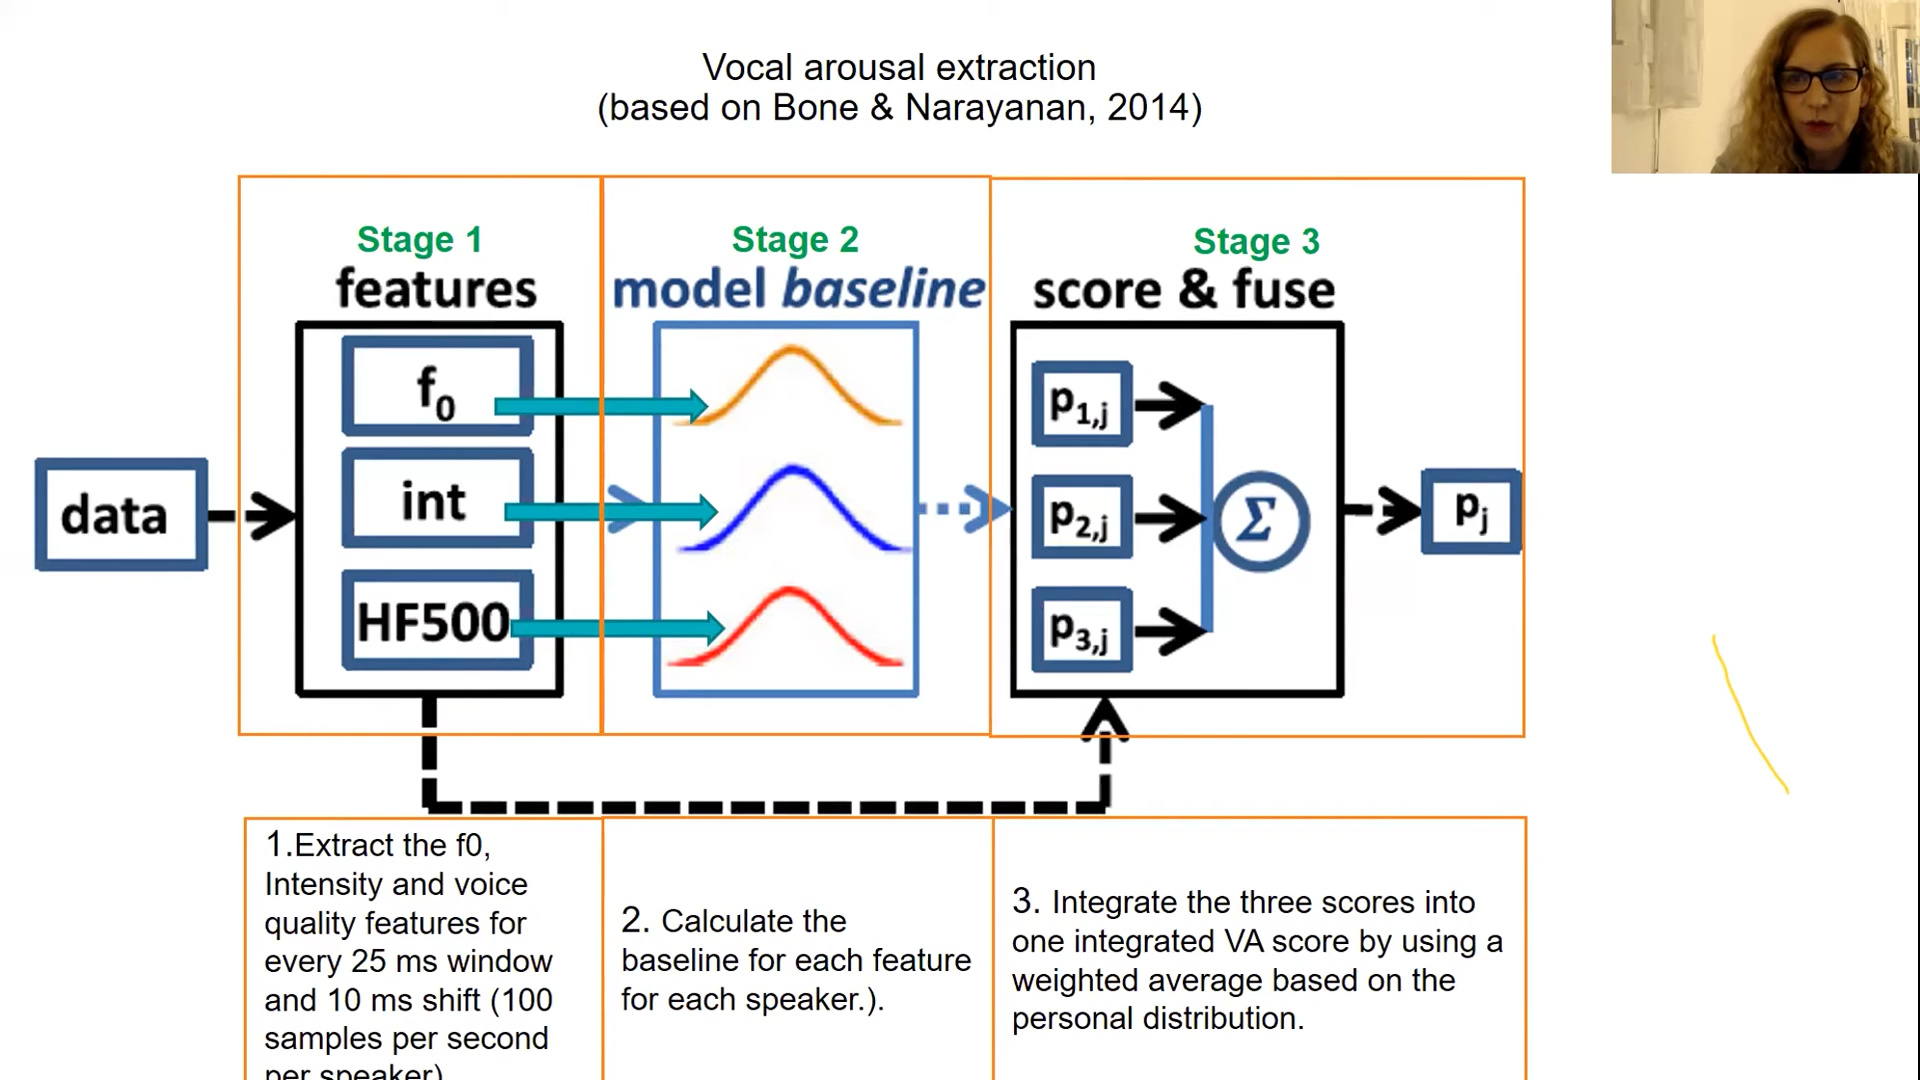 Vocal arousal extraction
(based on Bone & Narayanan, 2014)
Stage 1
Stage 2
Stage 3
features
model baseline
score & fuse
data
f0
int
HF500
p1,j
p2,j
p3,j
Σ
pj
1.Extract the f0,
Intensity and voice
quality features for
every 25 ms window
and 10 ms shift (100
samples per second
per speaker)
2. Calculate the
baseline for each feature
for each speaker.).
3. Integrate the three scores into
one integrated VA score by using a
weighted average based on the
personal distribution.